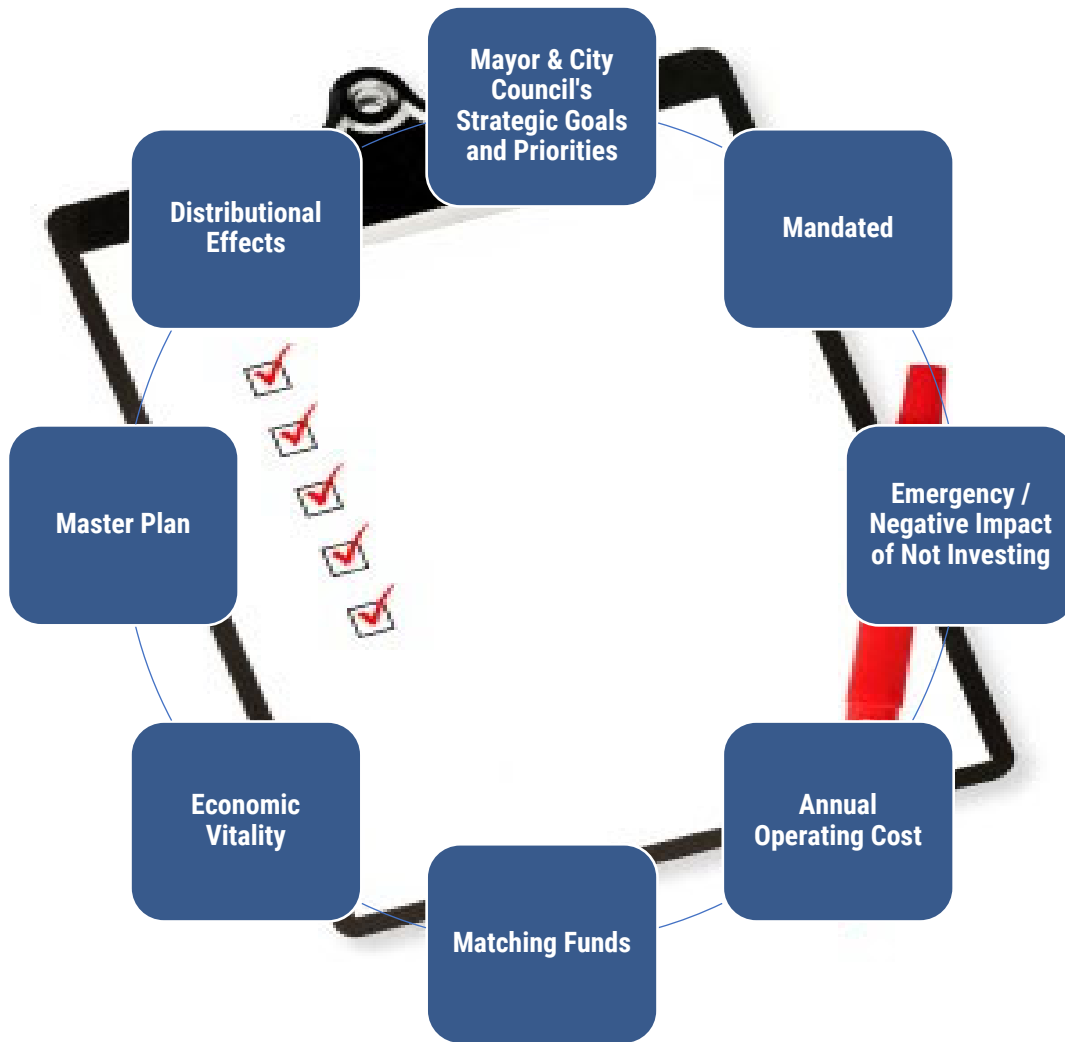 Mayor & City
Council's
Strategic Goals
and Priorities
Mandated
Emergency /
Negative Impact
of Not Investing
Annual
Operating Cost
Matching Funds
Economic
Vitality
Master Plan
Distributional
Effects